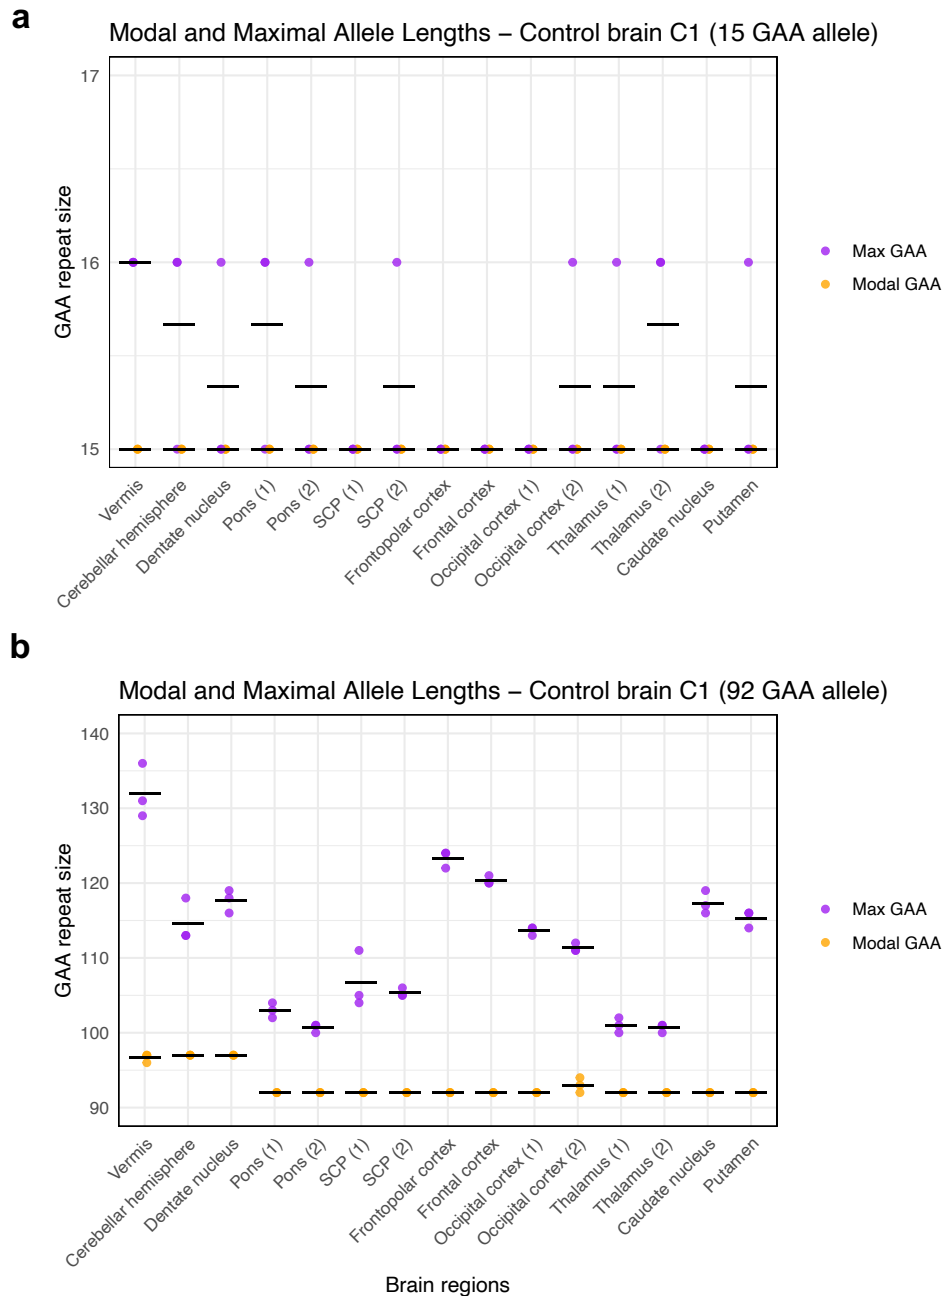 a
Modal and Maximal Allele Lengths – Control brain C1 (15 GAA allele)
17
16
15
GAA repeat size
Max GAA
Modal GAA
Vermis
Cerebellar hemisphere
Dentate nucleus
Pons (1)
Pons (2)
SCP (1)
SCP (2)
Frontopolar cortex
Frontal cortex
Occipital cortex (1)
Occipital cortex (2)
Thalamus (1)
Thalamus (2)
Caudate nucleus
Putamen
b
Modal and Maximal Allele Lengths – Control brain C1 (92 GAA allele)
140
130
120
110
100
90
GAA repeat size
Max GAA
Modal GAA
Vermis
Cerebellar hemisphere
Dentate nucleus
Pons (1)
Pons (2)
SCP (1)
SCP (2)
Frontopolar cortex
Frontal cortex
Occipital cortex (1)
Occipital cortex (2)
Thalamus (1)
Thalamus (2)
Caudate nucleus
Putamen
Brain regions